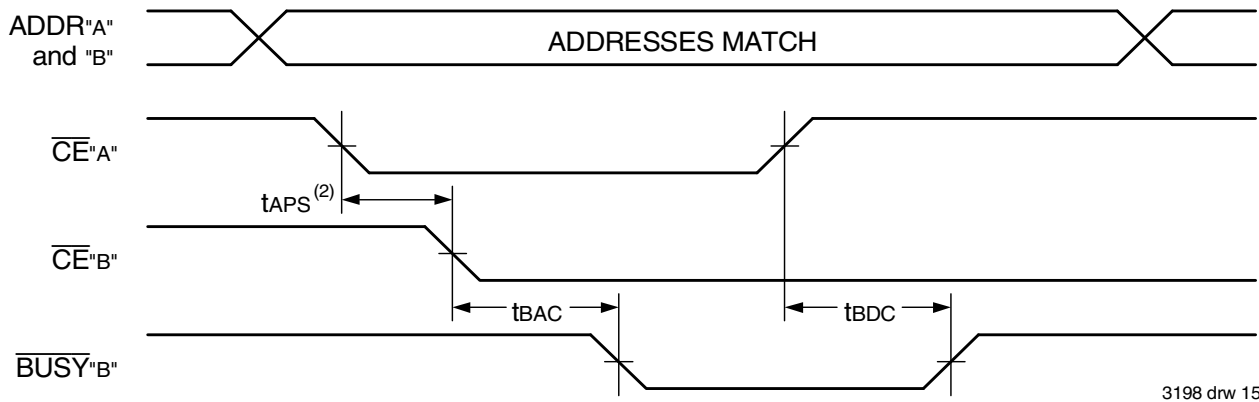 ADDR"A"
and "B"
ADDRESSES MATCH
CE"A"
tAPS(2)
CE"B"
tBAC
tBDC
BUSY"B"
3198 drw 15